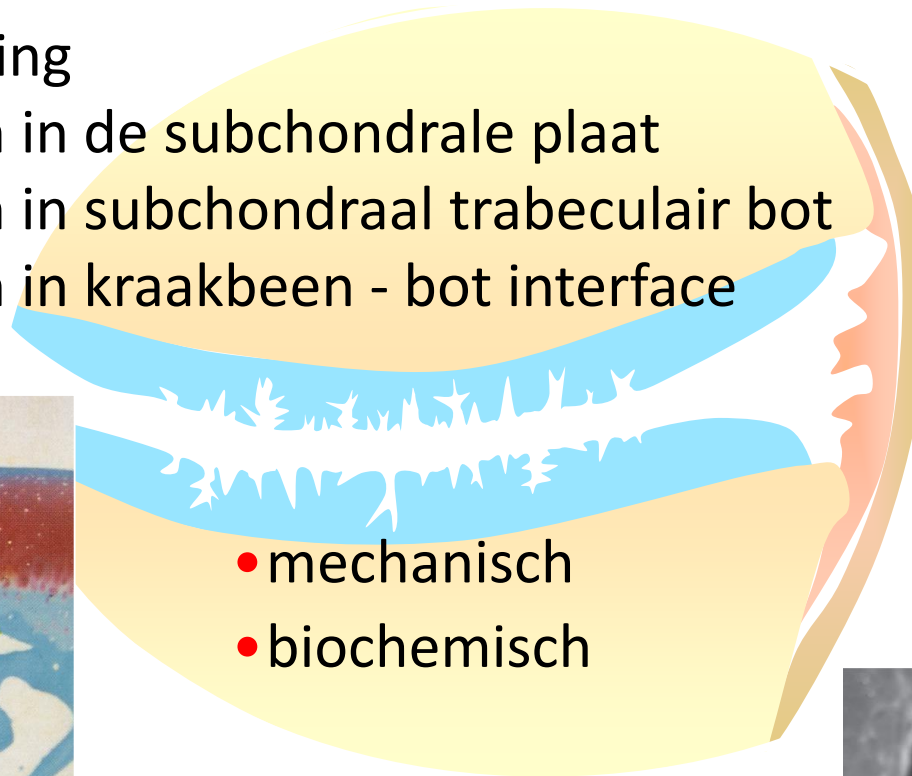 ing
in de subchondrale plaat
in subchondraal trabeculair bot
in kraakbeen - bot interface
•mechanisch
•biochemisch